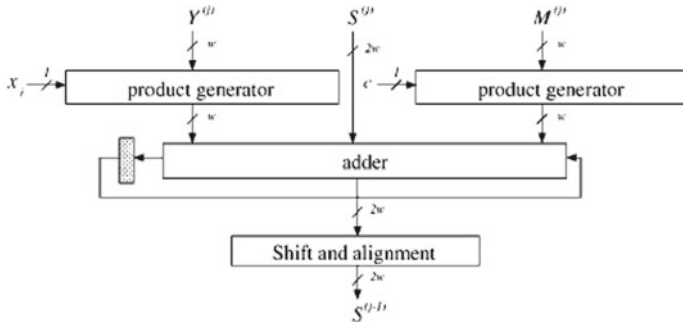 Y^(j) S^(j) M^(j)
w 2w w
x_i 1 product generator c 1 product generator
w w
adder
2w
Shift and alignment
2w
S^(j-1)